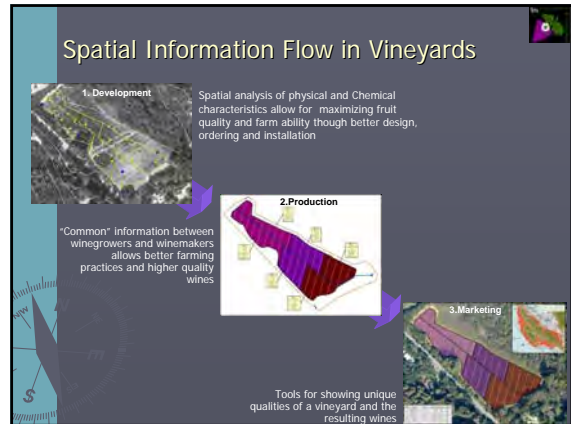 Spatial Information Flow in Vineyards
1. Development
Spatial analysis of physical and Chemical
characteristics allow for maximizing fruit
quality and farm ability though better design,
ordering and installation
2.Production
"Common" information between
winegrowers and winemakers
allows better farming
practices and higher quality
wines
3.Marketing
Tools for showing unique
qualities of a vineyard and the
resulting wines
NW
N
W
S